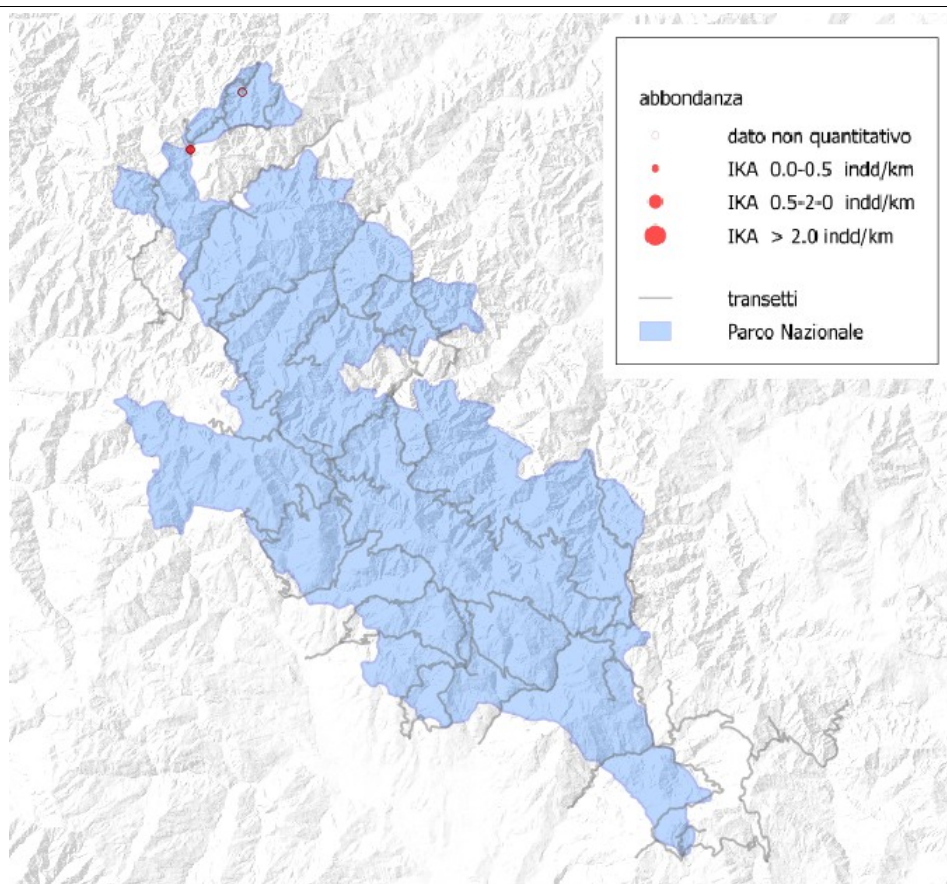 abbondanza
dato non quantitativo
IKA 0.0-0.5 indd/km
IKA 0.5-2-0 indd/km
IKA > 2.0 indd/km
transetti
Parco Nazionale